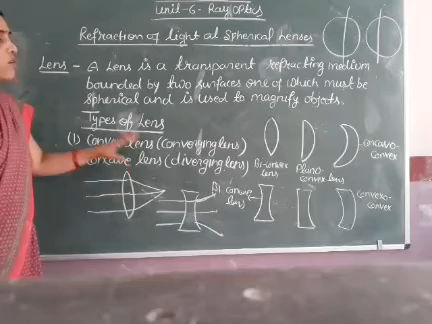 Unit-6- Ray Optics
Refraction of light at Spherical Lenses
Lens - A Lens is a transparent refracting medium
bounded by two surfaces one of which must be
spherical and is used to magnify objects.
Types of Lens
(1) Convex lens (converging lens)
Concave lens (diverging lens)
Bi-convex
lens
Plano
convex lens
concavo-
convex
Bi concave
lens
convexo-
convex